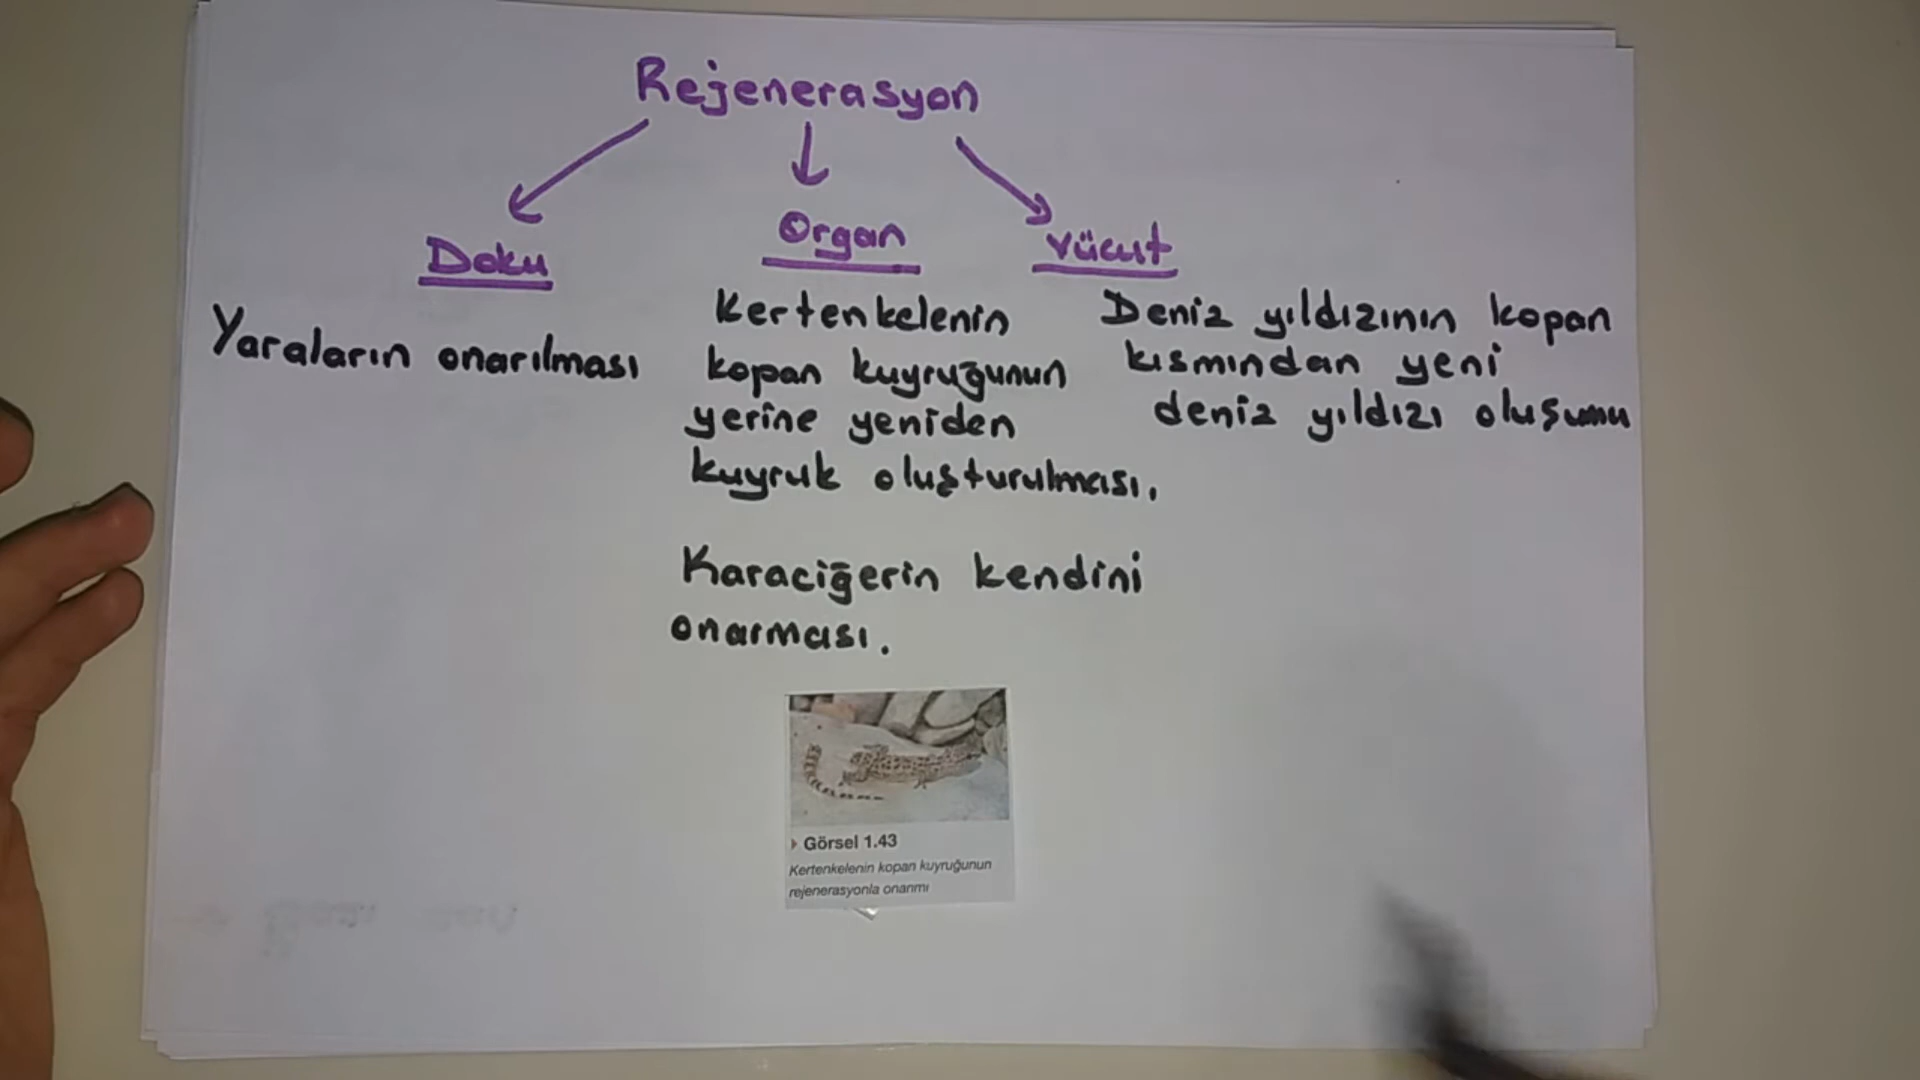 Rejenerasyon
Doku
Yaraların onarılması
Organ
Kertenkelenin
kopan kuyruğunun
yerine yeniden
kuyruk oluşturulması.
Karaciğerin kendini
onarması.
Vücut
Deniz yıldızının kopan
kısmından yeni
deniz yıldızı oluşumu
Görsel 1.43
Kertenkelenin kopan kuyruğunun
rejenerasyonla onarımı